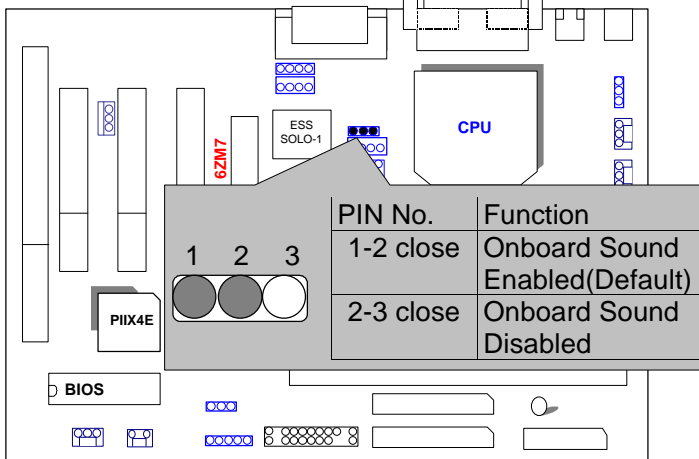 ESS
SOLO-1
CPU
6ZM7
PIN No. Function
1 2 3
1-2 close Onboard Sound
Enabled(Default)
2-3 close Onboard Sound
Disabled
PIIX4E
BIOS